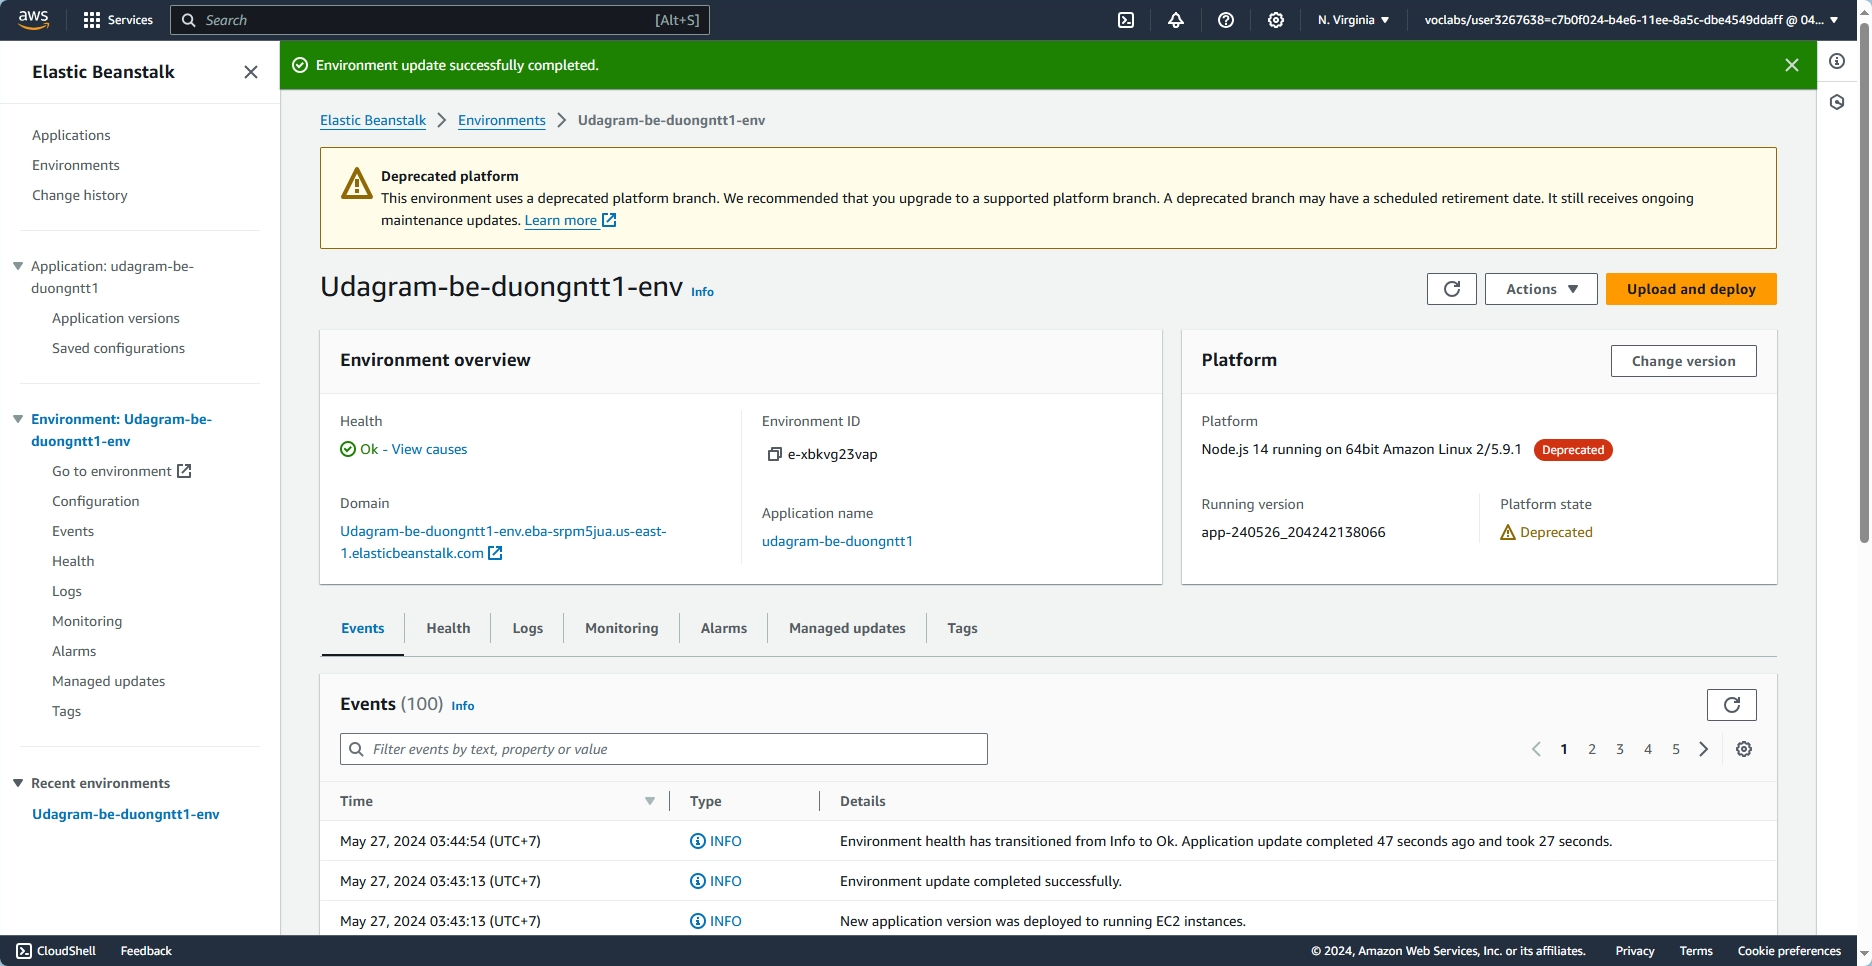 aws
Services
Search
[Alt+S]
N. Virginia
voclabs/user3267638=c7b0f024-b4e6-11ee-8a5c-dbe4549ddaff @ 04...
Elastic Beanstalk
Applications
Environments
Change history
Application: udagram-be-
duongntt1
Application versions
Saved configurations
Environment: Udagram-be-
duongntt1-env
Go to environment
Configuration
Events
Health
Logs
Monitoring
Alarms
Managed updates
Tags
Recent environments
Udagram-be-duongntt1-env
Environment update successfully completed.
Elastic Beanstalk
Environments
Udagram-be-duongntt1-env
Deprecated platform
This environment uses a deprecated platform branch. We recommended that you upgrade to a supported platform branch. A deprecated branch may have a scheduled retirement date. It still receives ongoing
maintenance updates. Learn more
Udagram-be-duongntt1-env Info
Actions
Upload and deploy
Environment overview
Health
Ok - View causes
Domain
Udagram-be-duongntt1-env.eba-srpm5jua.us-east-
1.elasticbeanstalk.com
Environment ID
e-xbkvg23vap
Application name
udagram-be-duongntt1
Platform
Change version
Platform
Node.js 14 running on 64bit Amazon Linux 2/5.9.1 Deprecated
Running version
app-240526_204242138066
Platform state
Deprecated
Events
Health
Logs
Monitoring
Alarms
Managed updates
Tags
Events (100) Info
Filter events by text, property or value
1 2 3 4 5
Time Type Details
May 27, 2024 03:44:54 (UTC+7) INFO Environment health has transitioned from Info to Ok. Application update completed 47 seconds ago and took 27 seconds.
May 27, 2024 03:43:13 (UTC+7) INFO Environment update completed successfully.
May 27, 2024 03:43:13 (UTC+7) INFO New application version was deployed to running EC2 instances.
CloudShell
Feedback
© 2024, Amazon Web Services, Inc. or its affiliates.
Privacy
Terms
Cookie preferences